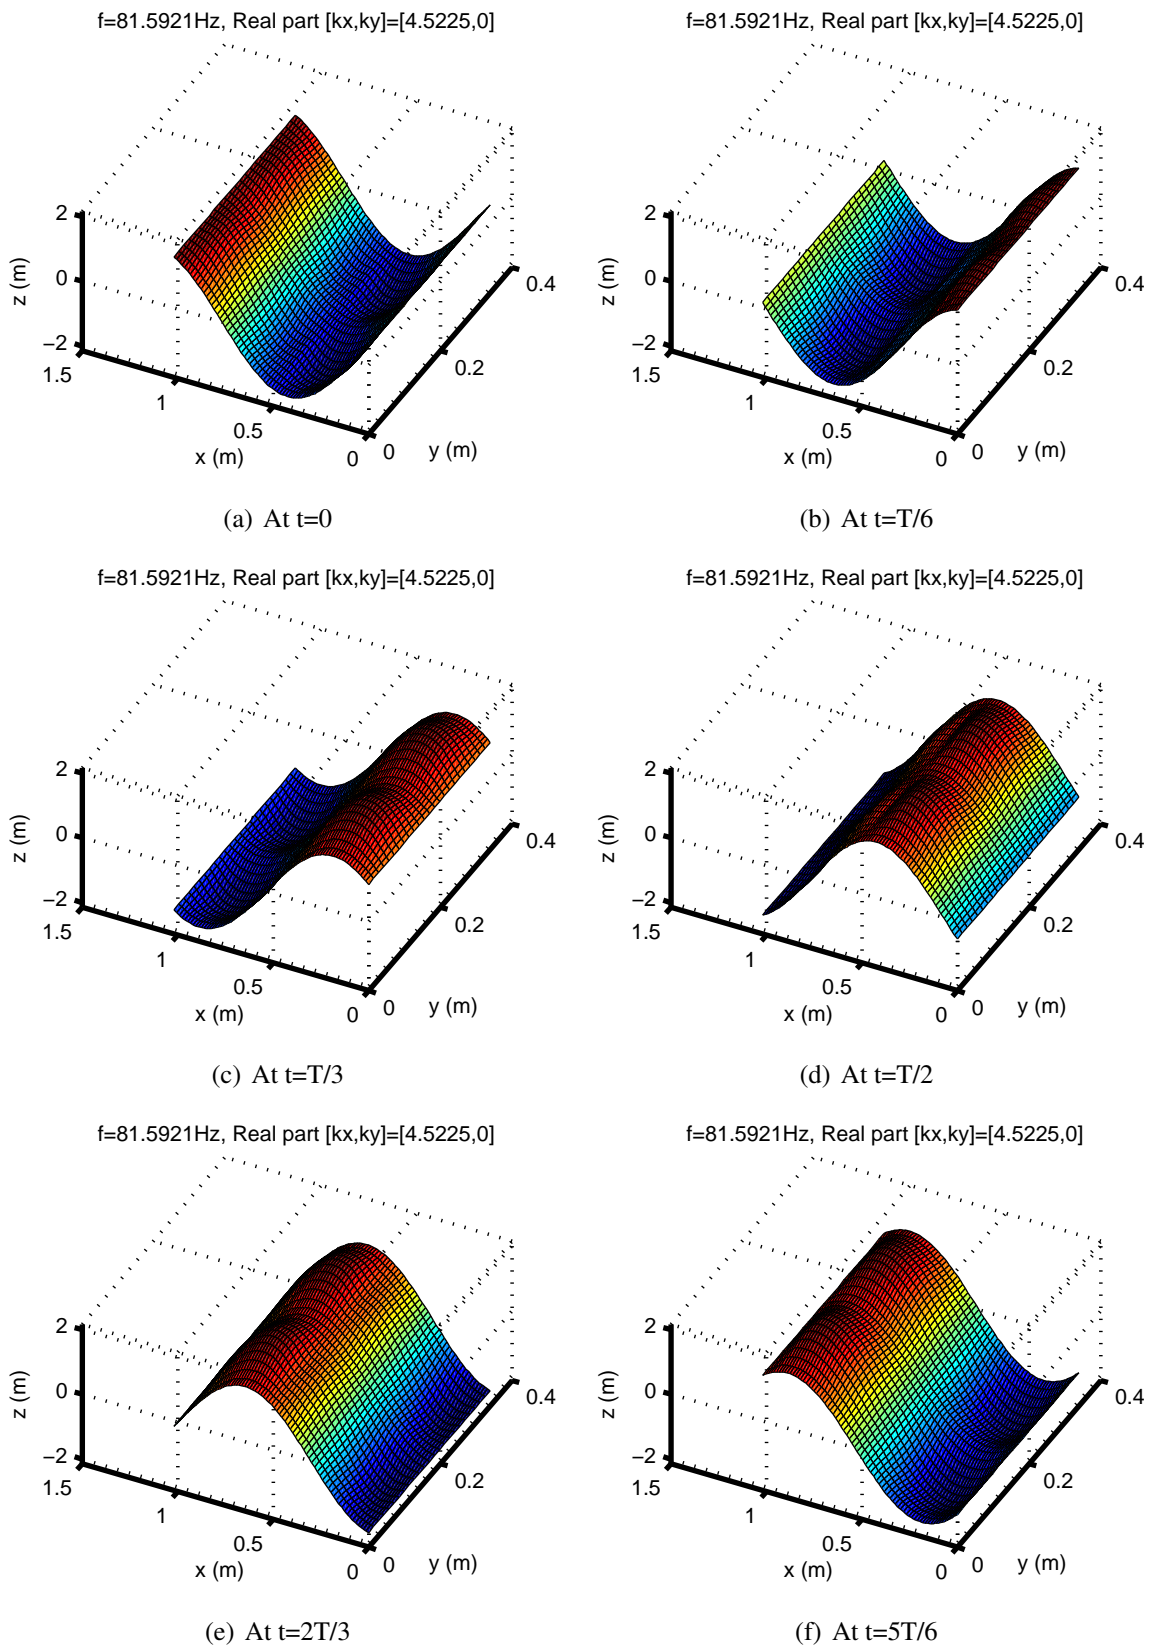 f=81.5921Hz, Real part [kx,ky]=[4.5225,0]
2
0
−2
z (m)
1.5
1
0.5
0
x (m)
0
0.2
0.4
y (m)
(a) At t=0
f=81.5921Hz, Real part [kx,ky]=[4.5225,0]
2
0
−2
z (m)
1.5
1
0.5
0
x (m)
0
0.2
0.4
y (m)
(b) At t=T/6
f=81.5921Hz, Real part [kx,ky]=[4.5225,0]
2
0
−2
z (m)
1.5
1
0.5
0
x (m)
0
0.2
0.4
y (m)
(c) At t=T/3
f=81.5921Hz, Real part [kx,ky]=[4.5225,0]
2
0
−2
z (m)
1.5
1
0.5
0
x (m)
0
0.2
0.4
y (m)
(d) At t=T/2
f=81.5921Hz, Real part [kx,ky]=[4.5225,0]
2
0
−2
z (m)
1.5
1
0.5
0
x (m)
0
0.2
0.4
y (m)
(e) At t=2T/3
f=81.5921Hz, Real part [kx,ky]=[4.5225,0]
2
0
−2
z (m)
1.5
1
0.5
0
x (m)
0
0.2
0.4
y (m)
(f) At t=5T/6